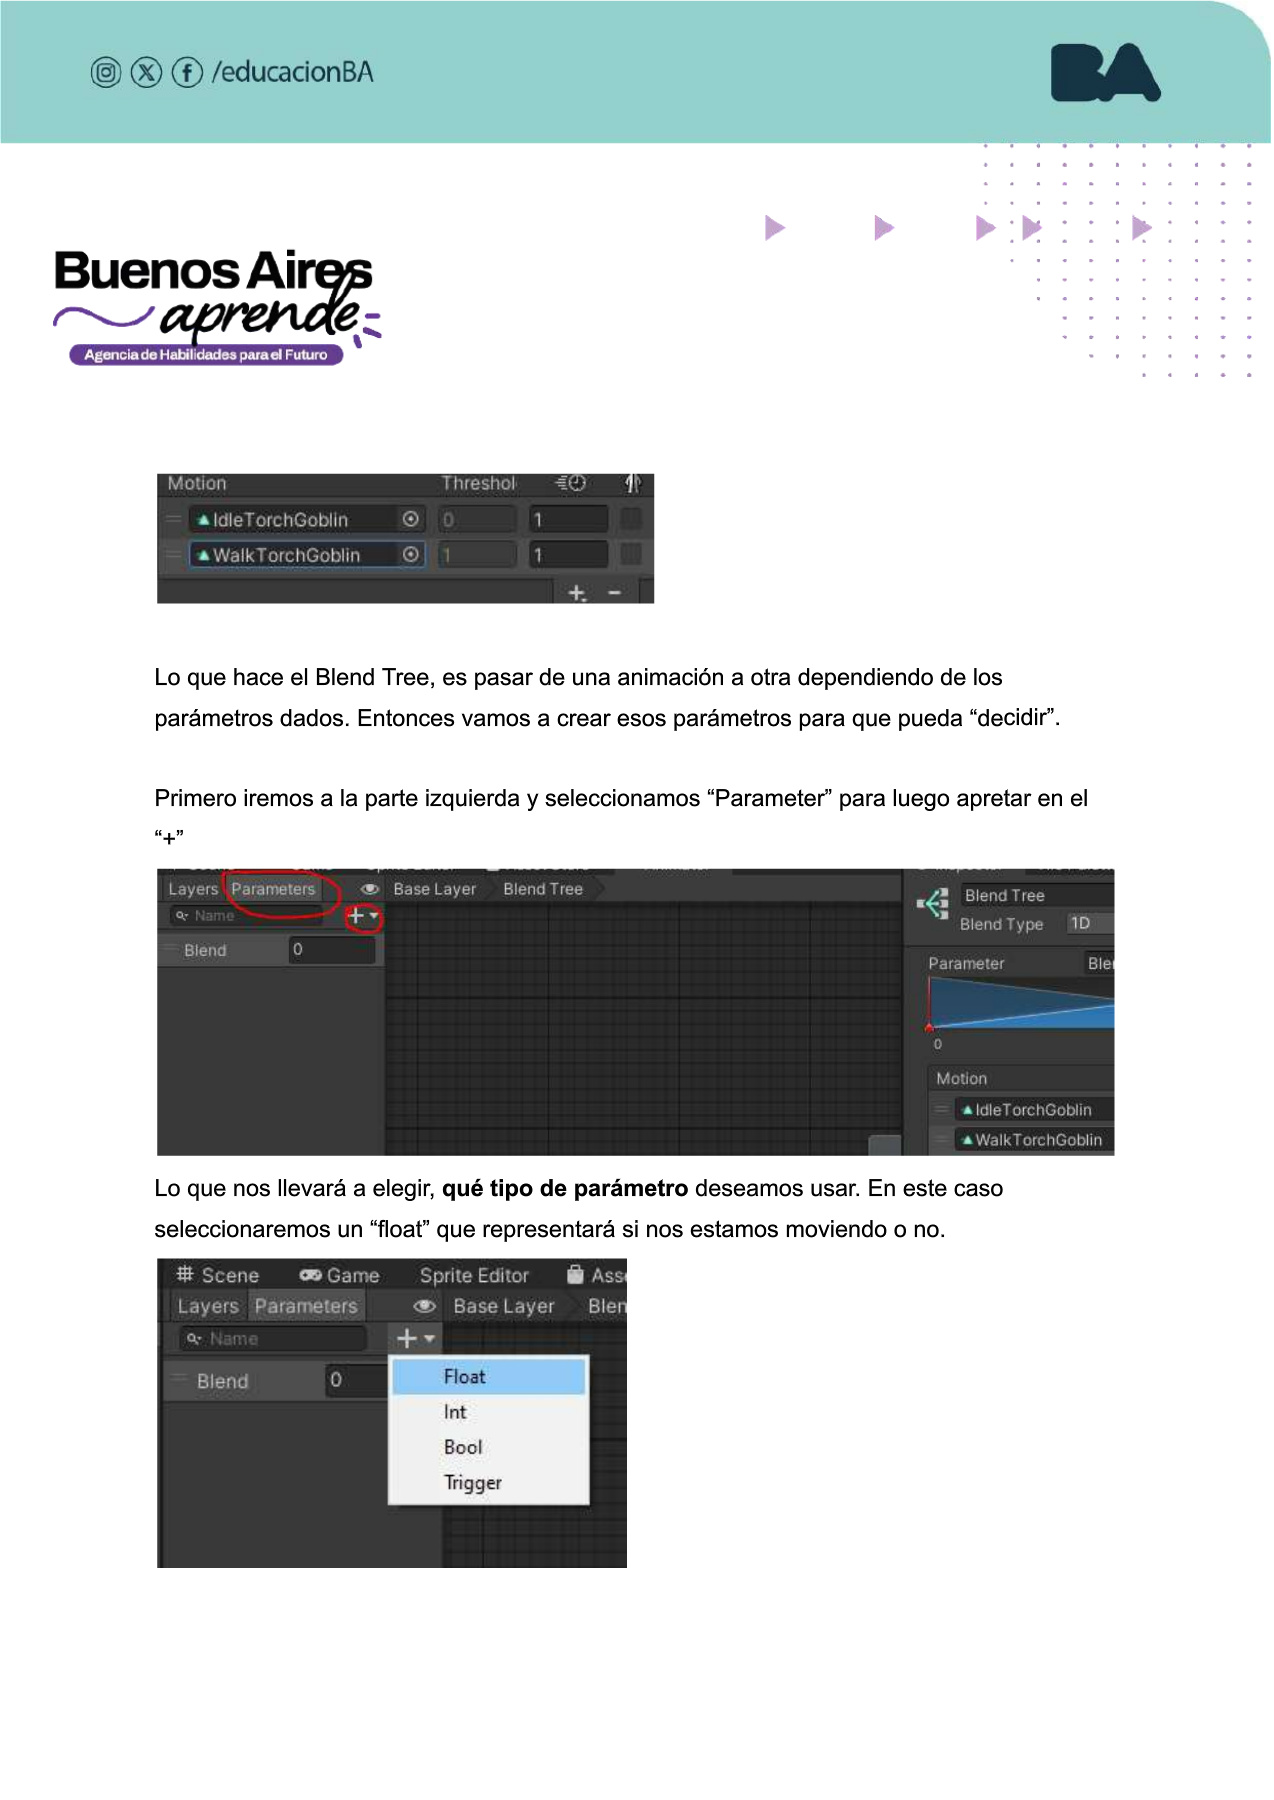 /educacionBA
BA
Buenos Aires
aprende
Agencia de Habilidades para el Futuro
Motion Threshol
IdleTorchGoblin 0 1
WalkTorchGoblin 1 1
+ -
Lo que hace el Blend Tree, es pasar de una animación a otra dependiendo de los
parámetros dados. Entonces vamos a crear esos parámetros para que pueda “decidir”.
Primero iremos a la parte izquierda y seleccionamos “Parameter” para luego apretar en el
“+”
Layers Parameters Base Layer Blend Tree
Name +
Blend 0
Blend Tree
Blend Type 1D
Parameter Ble
0
Motion
IdleTorchGoblin
WalkTorchGoblin
Lo que nos llevará a elegir, qué tipo de parámetro deseamos usar. En este caso
seleccionaremos un “float” que representará si nos estamos moviendo o no.
Scene Game Sprite Editor Asse
Layers Parameters Base Layer Blen
Name +
Blend 0
Float
Int
Bool
Trigger